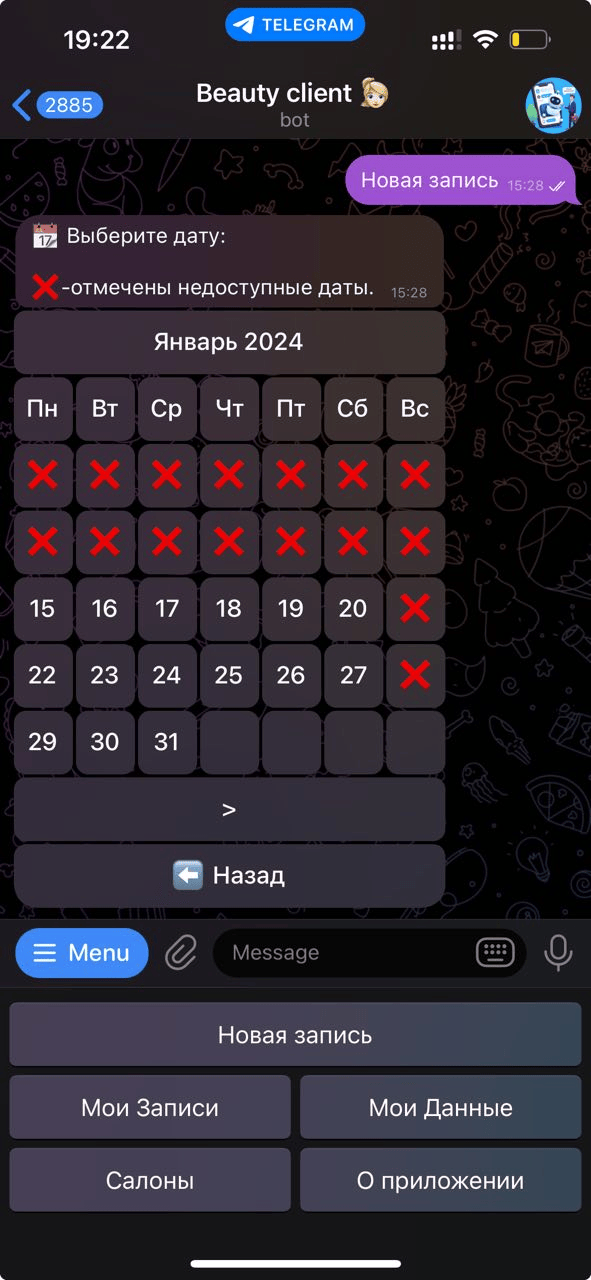 19:22
TELEGRAM
2885
Beauty client
bot
Новая запись 15:28
17 Выберите дату:
❌-отмечены недоступные даты. 15:28
Январь 2024
Пн Вт Ср Чт Пт Сб Вс
❌ ❌ ❌ ❌ ❌ ❌ ❌
❌ ❌ ❌ ❌ ❌ ❌ ❌
15 16 17 18 19 20 ❌
22 23 24 25 26 27 ❌
29 30 31
>
Назад
Menu Message
Новая запись
Мои Записи Мои Данные
Салоны О приложении